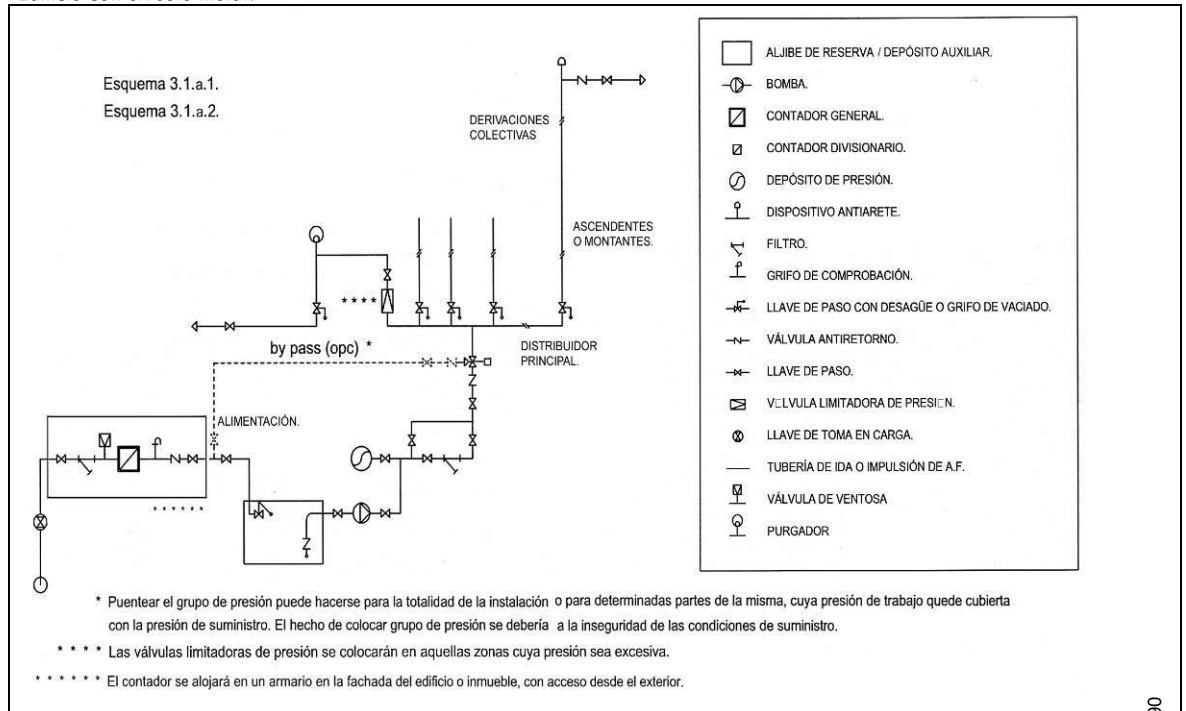 Esquema 3.1.a.1.
Esquema 3.1.a.2.
DERIVACIONES
COLECTIVAS
ASCENDENTES
O MONTANTES.
* * * *
DISTRIBUIDOR
PRINCIPAL.
by pass (opc) *
ALIMENTACIÓN.
* * * * * *
ALJIBE DE RESERVA / DEPÓSITO AUXILIAR.
BOMBA.
CONTADOR GENERAL.
CONTADOR DIVISIONARIO.
DEPÓSITO DE PRESIÓN.
DISPOSITIVO ANTIARETE.
FILTRO.
GRIFO DE COMPROBACIÓN.
LLAVE DE PASO CON DESAGÜE O GRIFO DE VACIADO.
VÁLVULA ANTIRETORNO.
LLAVE DE PASO.
V□LVULA LIMITADORA DE PRESI□N.
LLAVE DE TOMA EN CARGA.
TUBERÍA DE IDA O IMPULSIÓN DE A.F.
VÁLVULA DE VENTOSA
PURGADOR
* Puentear el grupo de presión puede hacerse para la totalidad de la instalación o para determinadas partes de la misma, cuya presión de trabajo quede cubierta
con la presión de suministro. El hecho de colocar grupo de presión se debería a la inseguridad de las condiciones de suministro.
* * * * Las válvulas limitadoras de presión se colocarán en aquellas zonas cuya presión sea excesiva.
* * * * * * El contador se alojará en un armario en la fachada del edificio o inmueble, con acceso desde el exterior.